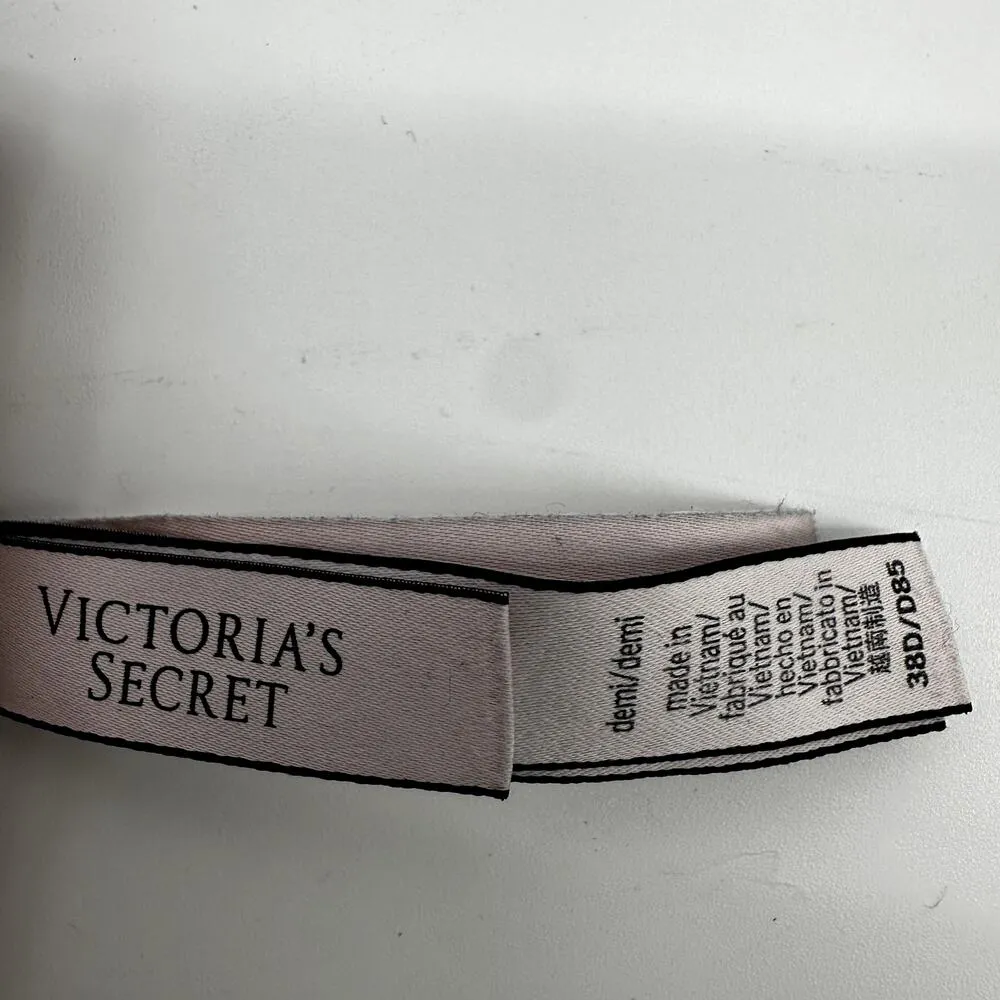 VICTORIA'S
SECRET
demi/demi
made in
Vietnam/
fabriqué au
Vietnam/
hecho en
Vietnam/
fabbricato in
Vietnam/
越南制造
38D/D85